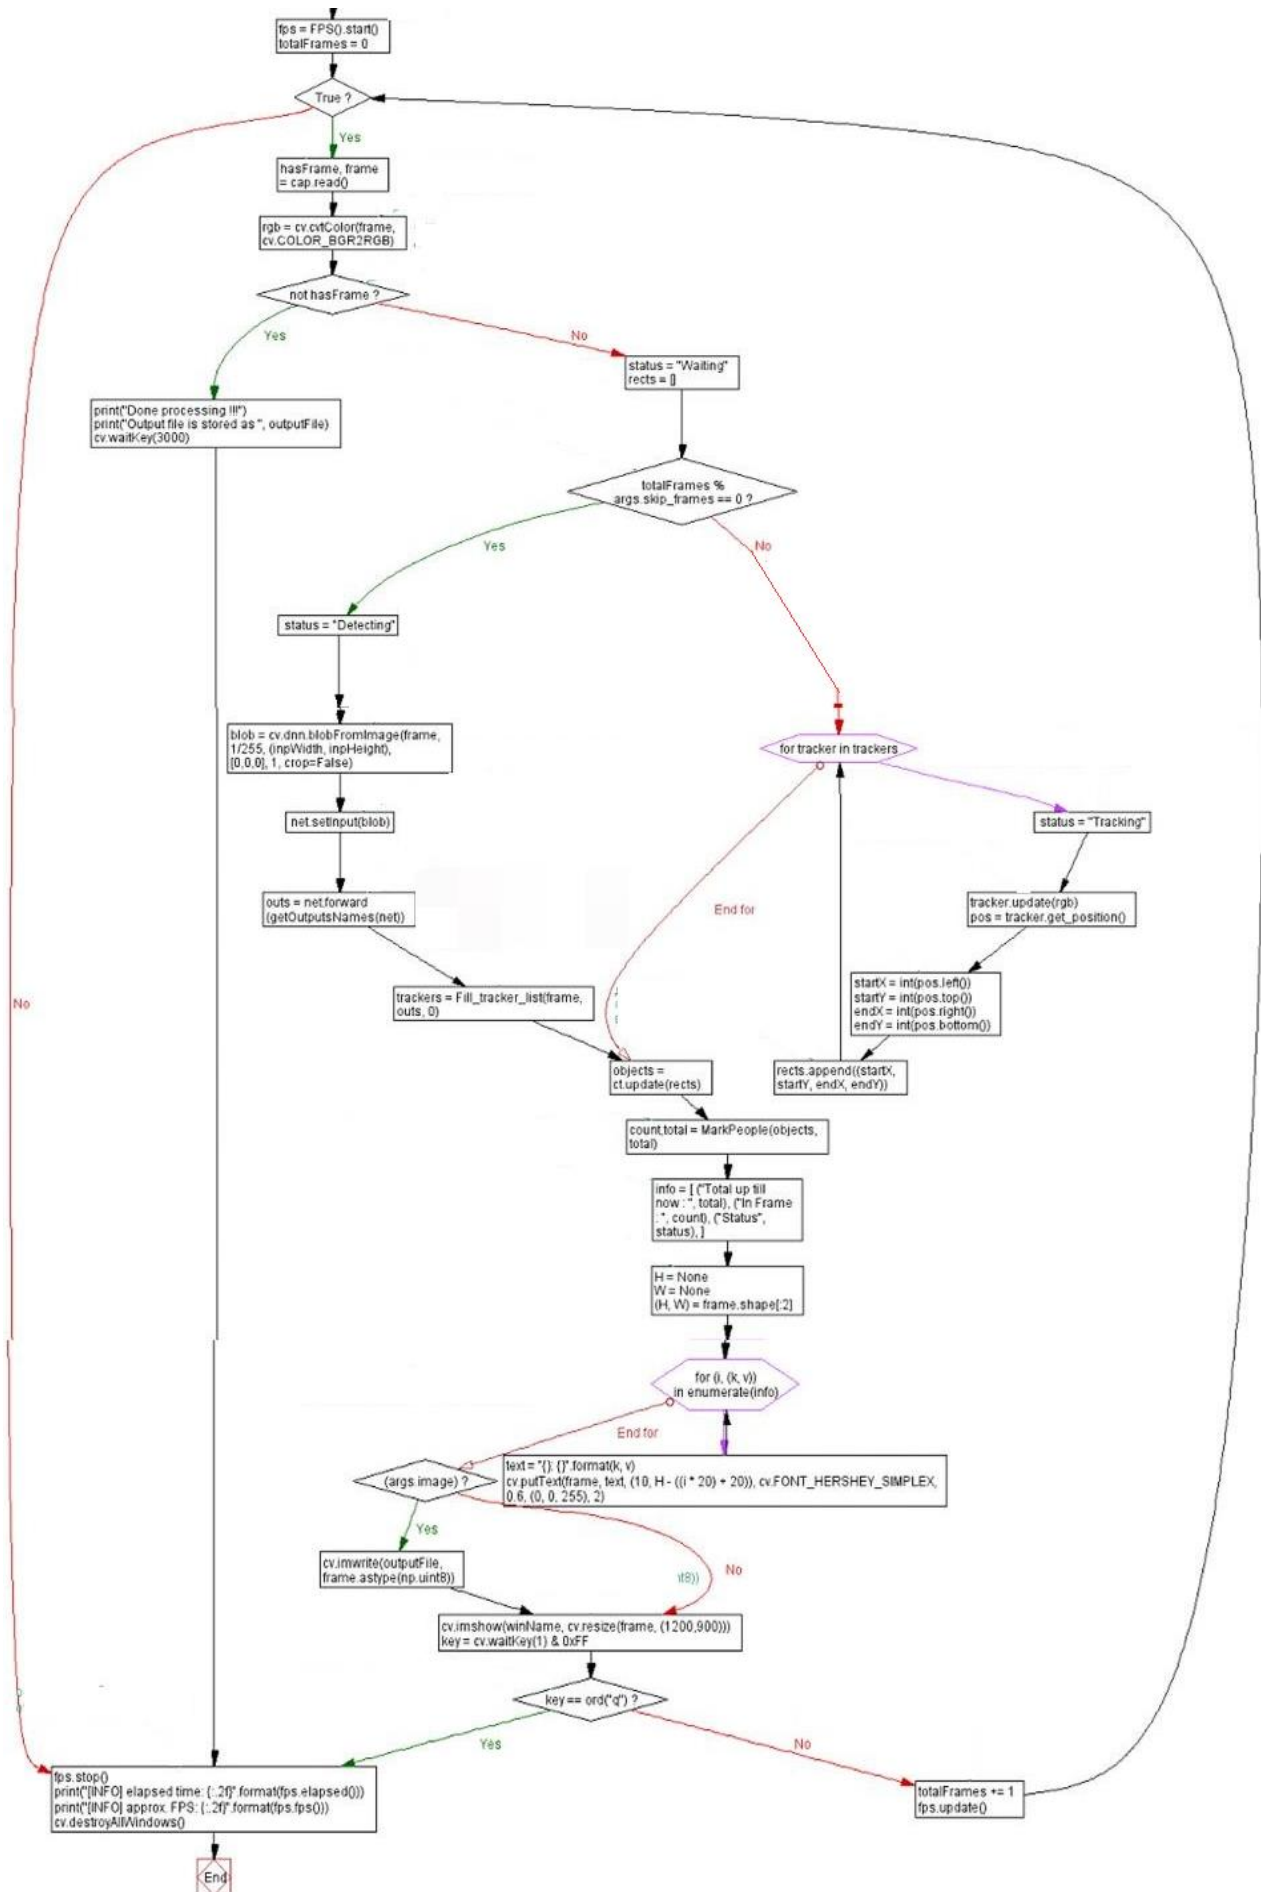 fps = FPS().start()
totalFrames = 0
True ?
Yes
hasFrame, frame
= cap.read()
rgb = cv.cvtColor(frame,
cv.COLOR_BGR2RGB)
not hasFrame ?
Yes
No
status = "Waiting"
rects = []
print("Done processing !!!")
print("Output file is stored as ", outputFile)
cv.waitKey(3000)
totalFrames %
args.skip_frames == 0 ?
Yes
No
status = "Detecting"
blob = cv.dnn.blobFromImage(frame,
1/255, (inpWidth, inpHeight),
[0,0,0], 1, crop=False)
for tracker in trackers
net.setInput(blob)
status = "Tracking"
outs = net.forward
(getOutputsNames(net))
End for
tracker.update(rgb)
pos = tracker.get_position()
No
trackers = Fill_tracker_list(frame,
outs, 0)
startX = int(pos.left())
startY = int(pos.top())
endX = int(pos.right())
endY = int(pos.bottom())
objects =
ct.update(rects)
rects.append((startX,
startY, endX, endY))
count,total = MarkPeople(objects,
total)
info = [ ("Total up till
now : ", total), ("In Frame
: ", count), ("Status",
status), ]
H = None
W = None
(H, W) = frame.shape[:2]
for (i, (k, v))
in enumerate(info)
End for
(args.image) ?
text = "{}: {}".format(k, v)
cv.putText(frame, text, (10, H - ((i * 20) + 20)), cv.FONT_HERSHEY_SIMPLEX,
0.6, (0, 0, 255), 2)
Yes
cv.imwrite(outputFile,
frame.astype(np.uint8))
t8))
No
cv.imshow(winName, cv.resize(frame, (1200,900)))
key = cv.waitKey(1) & 0xFF
key == ord("q") ?
Yes
No
fps.stop()
print("[INFO] elapsed time: {:.2f}".format(fps.elapsed()))
print("[INFO] approx. FPS: {:.2f}".format(fps.fps()))
cv.destroyAllWindows()
totalFrames += 1
fps.update()
End